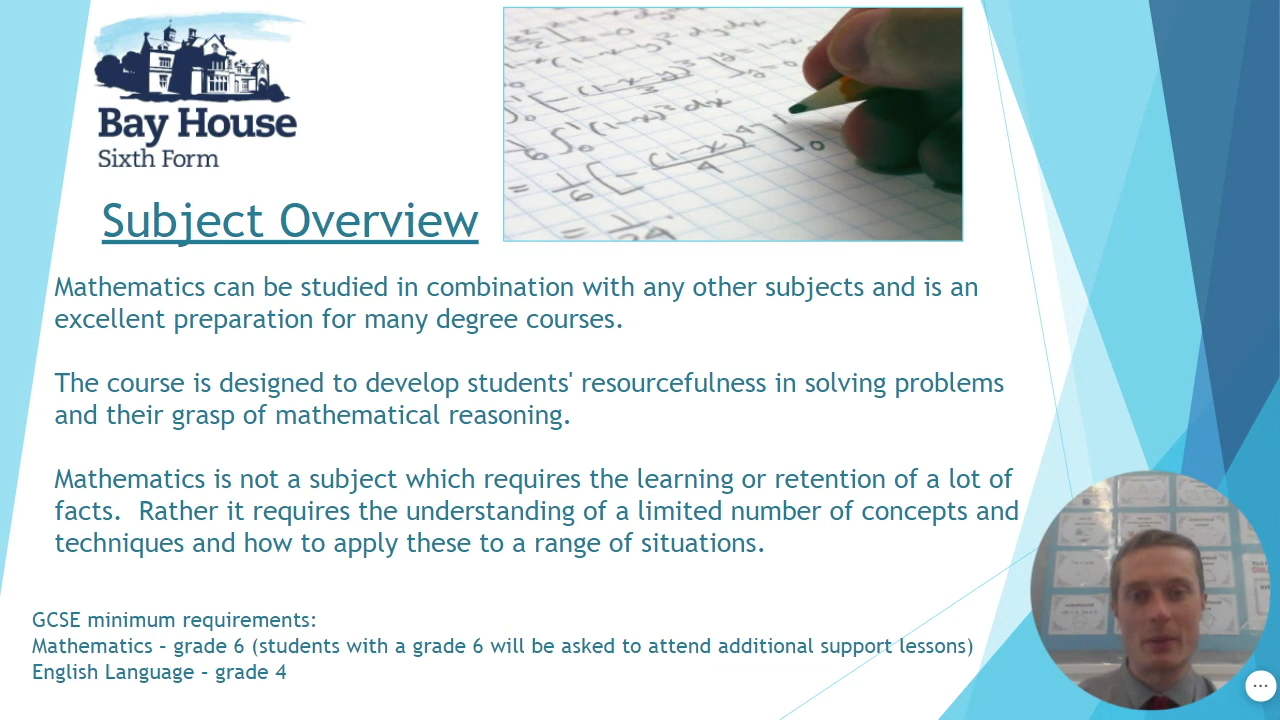 Bay House
Sixth Form
Subject Overview
Mathematics can be studied in combination with any other subjects and is an
excellent preparation for many degree courses.
The course is designed to develop students' resourcefulness in solving problems
and their grasp of mathematical reasoning.
Mathematics is not a subject which requires the learning or retention of a lot of
facts.  Rather it requires the understanding of a limited number of concepts and
techniques and how to apply these to a range of situations.
GCSE minimum requirements:
Mathematics - grade 6 (students with a grade 6 will be asked to attend additional support lessons)
English Language - grade 4